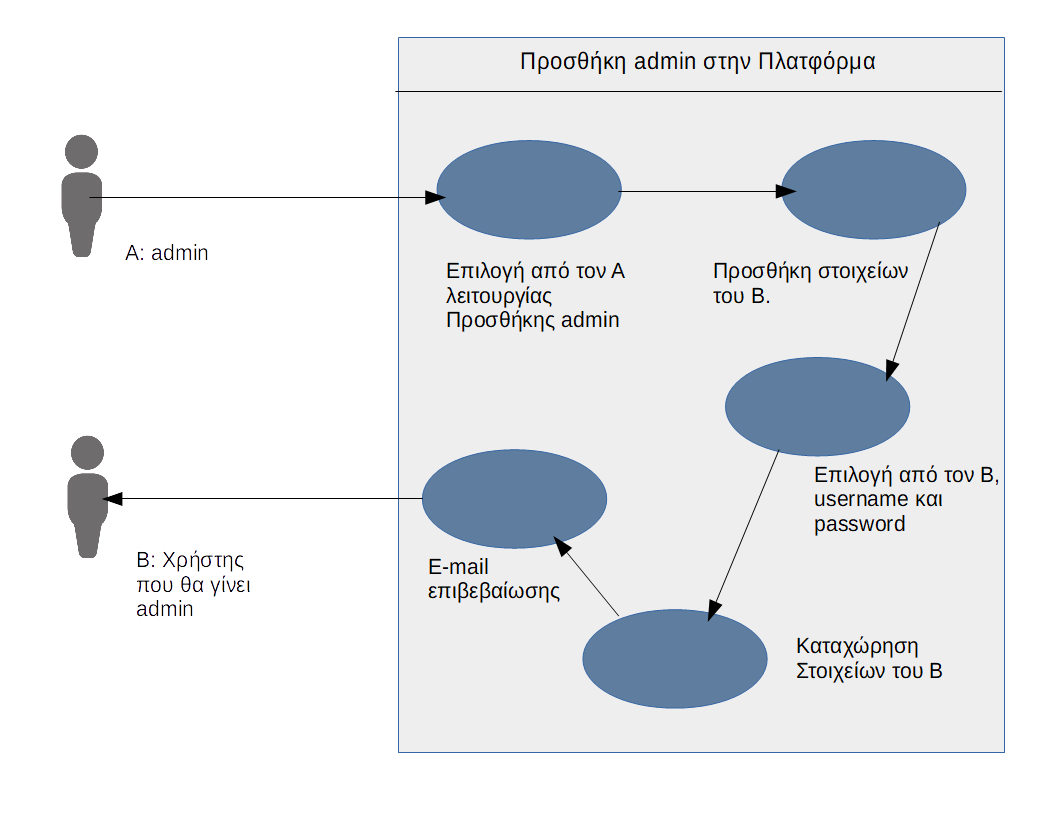 Προσθήκη admin στην Πλατφόρμα
Α: admin
Επιλογή από τον Α
λειτουργίας
Προσθήκης admin
Προσθήκη στοιχείων
του Β.
Επιλογή από τον Β,
username και
password
E-mail
επιβεβαίωσης
Β: Χρήστης
που θα γίνει
admin
Καταχώρηση
Στοιχείων του Β